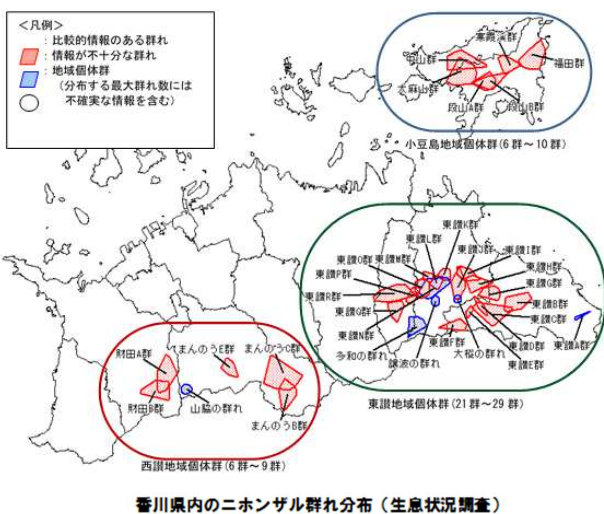 <凡例>
：比較的情報のある群れ
：情報が不十分な群れ
：地域個体群
（分布する最大群れ数には
不確実な情報を含む）
寒霞渓群
中山群
福田群
太麻山群
段山A群
段山B群
小豆島地域個体群(6群～10群)
東讃K群
東讃L群
東讃J群
東讃O群
東讃M群
東讃I群
東讃P群
東讃H群
東讃R群
東讃G群
東讃Q群
東讃B群
東讃C群
東讃N群
東讃D群
東讃A群
多和の群れ
東讃F群
東讃E群
譲波の群れ
大桜の群れ
東讃地域個体群(21群～29群)
財田A群
まんのうE群
まんのうC群
財田B群
山脇の群れ
まんのうB群
西讃地域個体群(6群～9群)
香川県内のニホンザル群れ分布（生息状況調査）